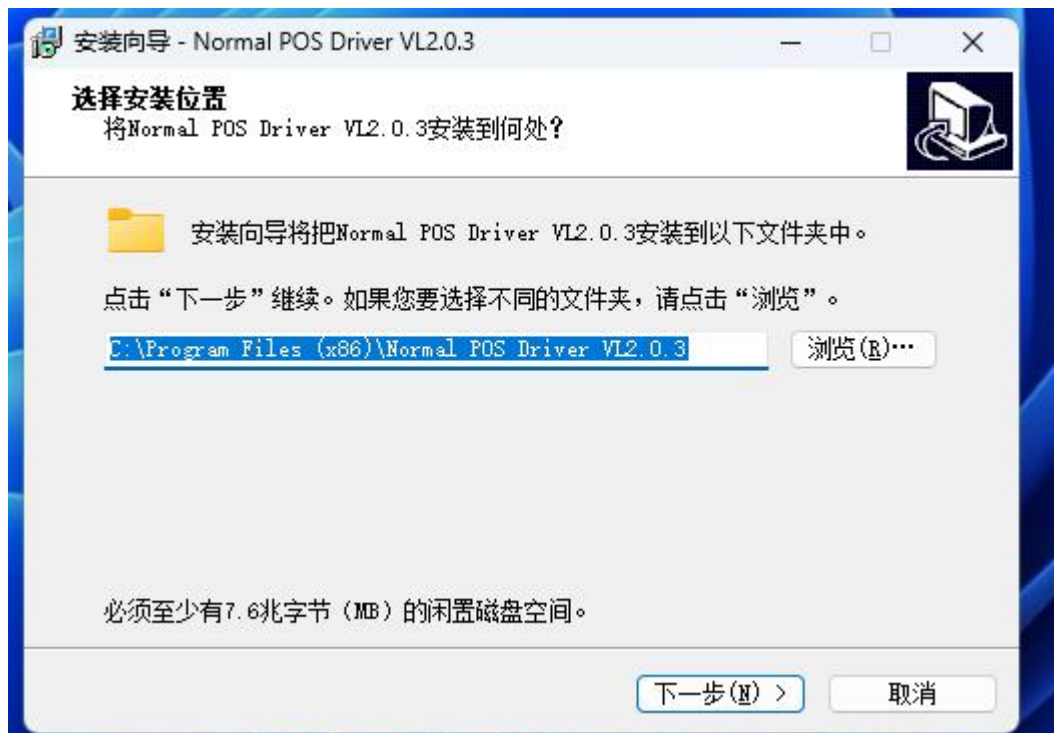 安装向导 - Normal POS Driver VL2.0.3
选择安装位置
将Normal POS Driver VL2.0.3安装到何处?
安装向导将把Normal POS Driver VL2.0.3安装到以下文件夹中。
点击“下一步”继续。如果您要选择不同的文件夹，请点击“浏览”。
C:\Program Files (x86)\Normal POS Driver VL2.0.3 浏览(R)…
必须至少有7.6兆字节（MB）的闲置磁盘空间。
下一步(N) > 取消